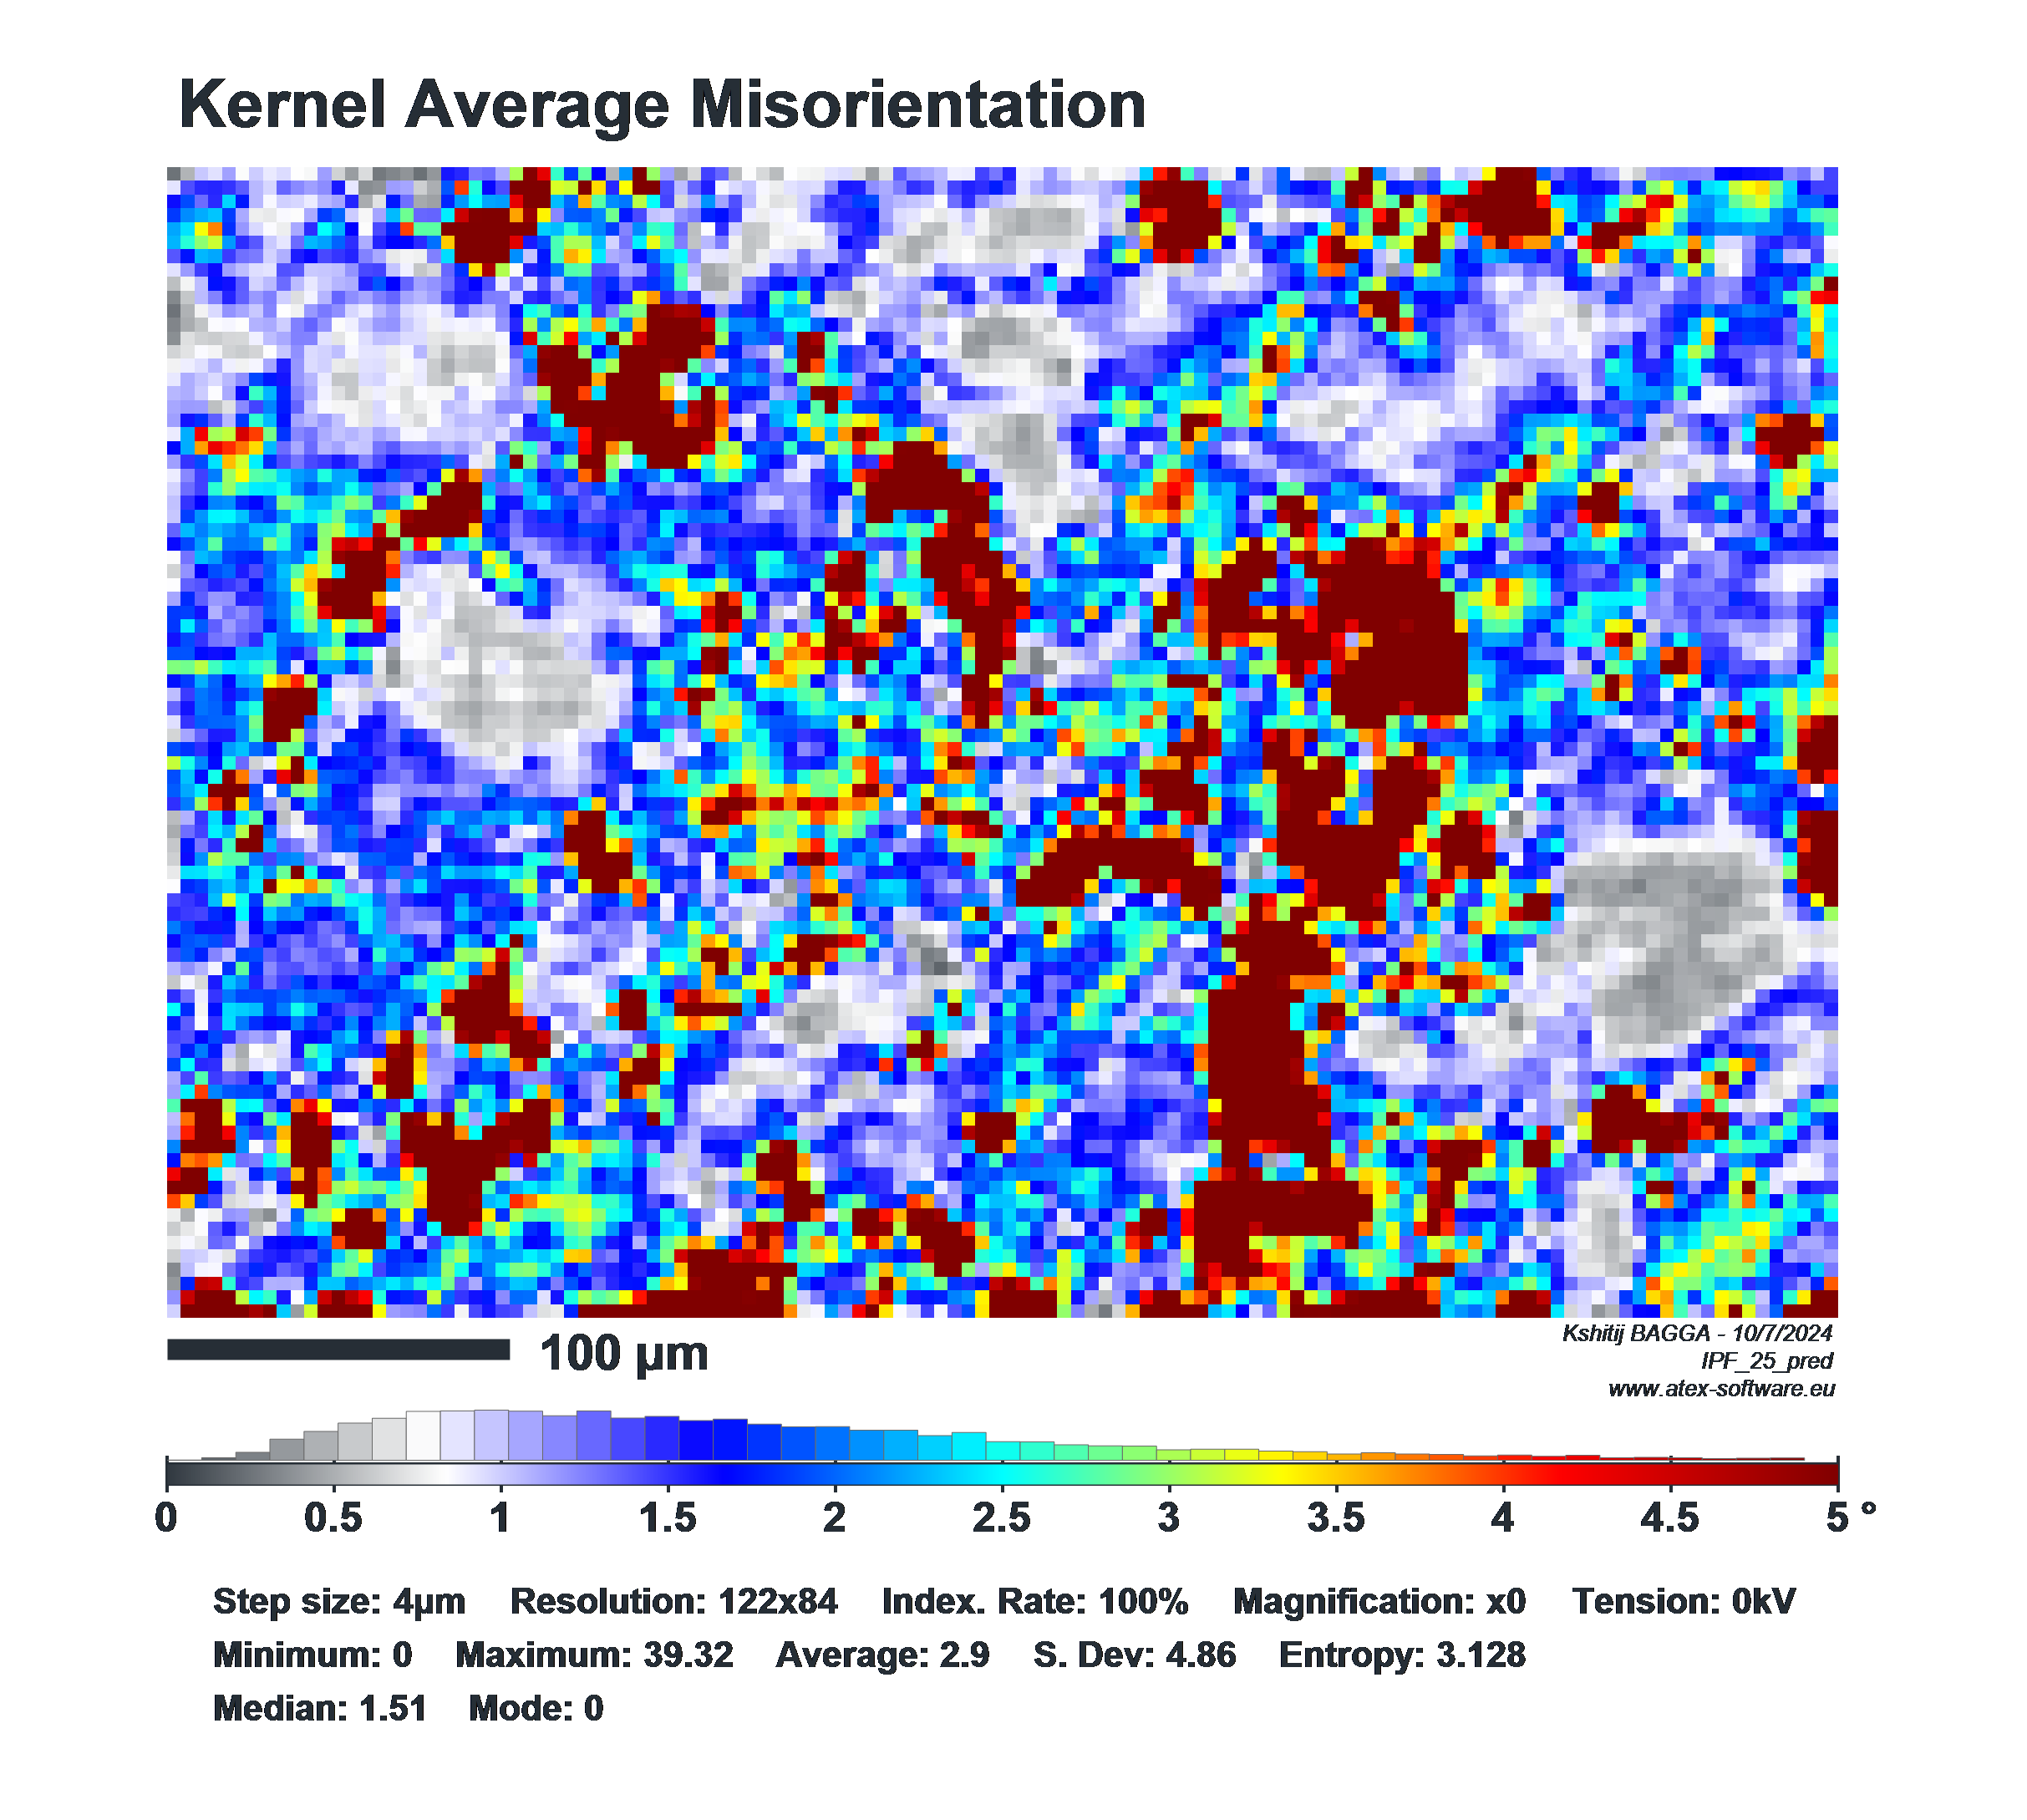 Kernel Average Misorientation
100 µm
Kshitij BAGGA - 10/7/2024
IPF_25_pred
www.atex-software.eu
0 0.5 1 1.5 2 2.5 3 3.5 4 4.5 5 °
Step size: 4µm Resolution: 122x84 Index. Rate: 100% Magnification: x0 Tension: 0kV
Minimum: 0 Maximum: 39.32 Average: 2.9 S. Dev: 4.86 Entropy: 3.128
Median: 1.51 Mode: 0